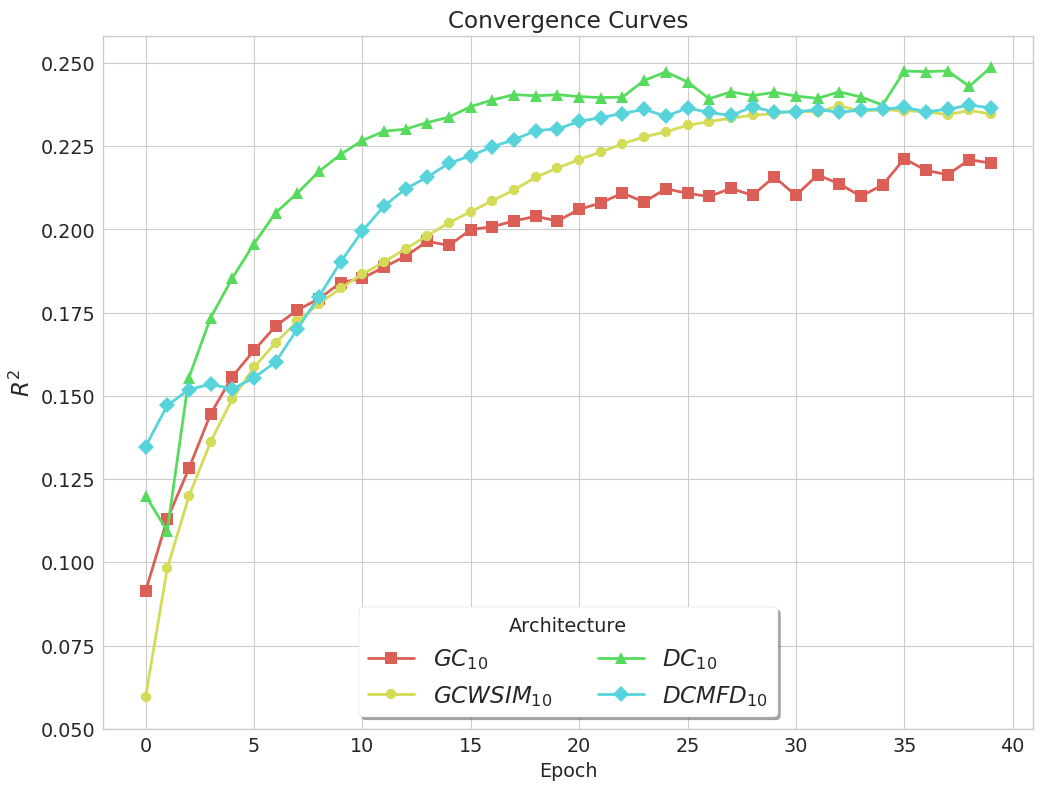 Convergence Curves
0.250
0.225
0.200
0.175
0.150
0.125
0.100
0.075
0.050
R²
0 5 10 15 20 25 30 35 40
Epoch
Architecture
GC₁₀ DC₁₀
GCWSIM₁₀ DCMFD₁₀